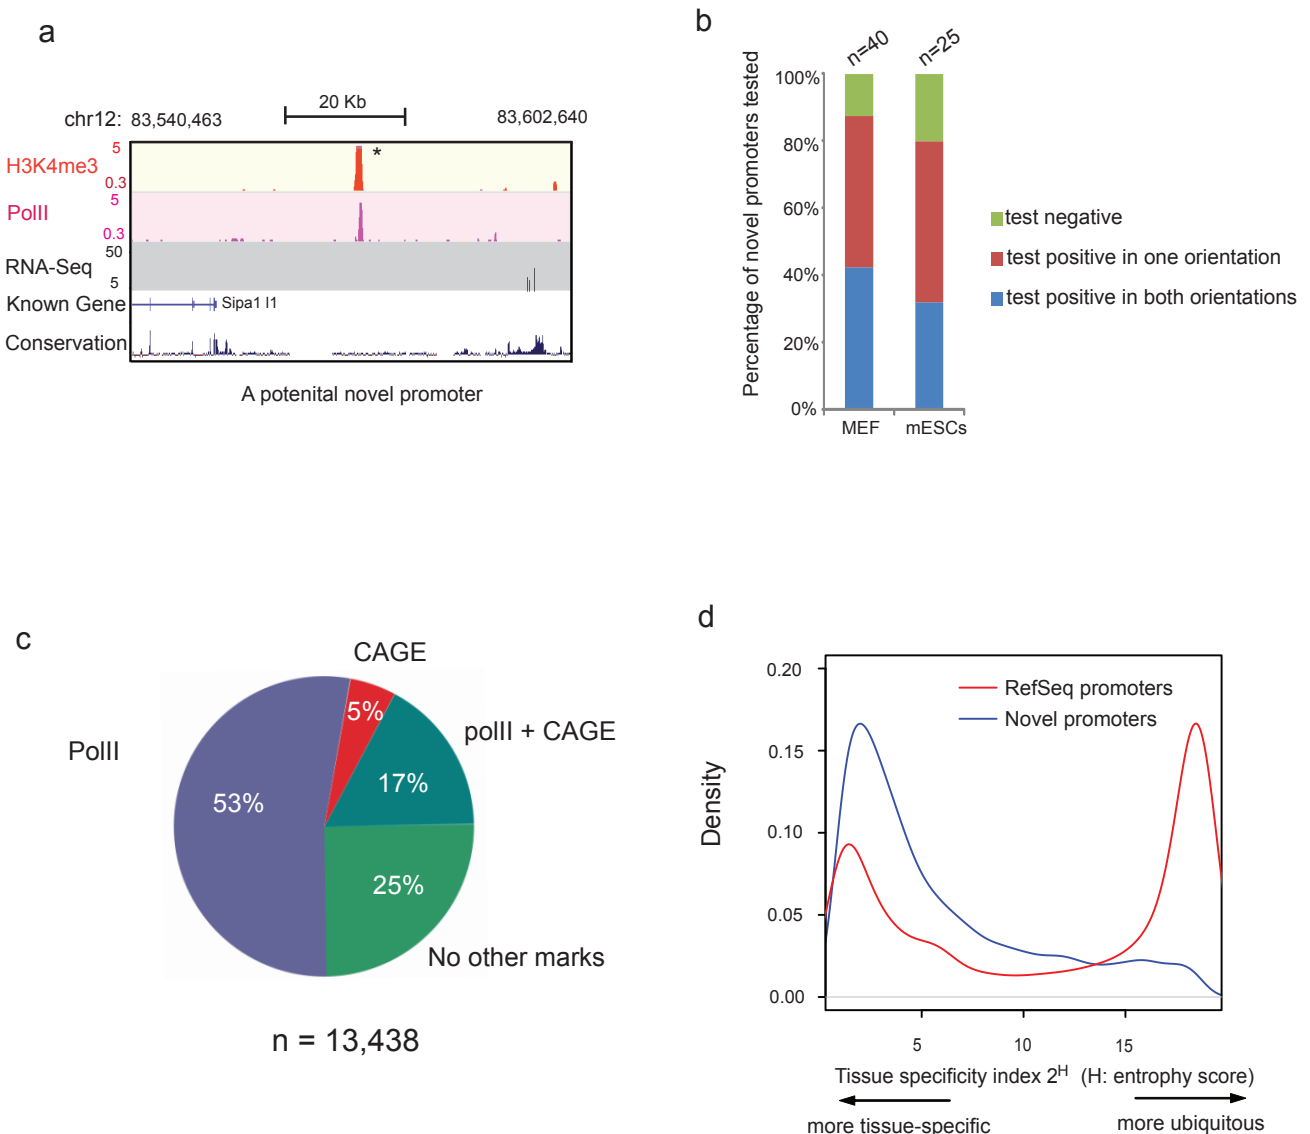 a
chr12: 83,540,463
20 Kb
83,602,640
H3K4me3
5
0.3
*
PolII
5
0.3
RNA-Seq
50
5
Known Gene
Sipa1 l1
Conservation
A potenital novel promoter
b
n=40
n=25
Percentage of novel promoters tested
100%
80%
60%
40%
20%
0%
MEF
mESCs
test negative
test positive in one orientation
test positive in both orientations
c
CAGE
5%
polII + CAGE
17%
PolII
53%
25%
No other marks
n = 13,438
d
RefSeq promoters
Novel promoters
Density
0.20
0.15
0.10
0.05
0.00
5
10
15
Tissue specificity index 2^H (H: entrophy score)
more tissue-specific
more ubiquitous